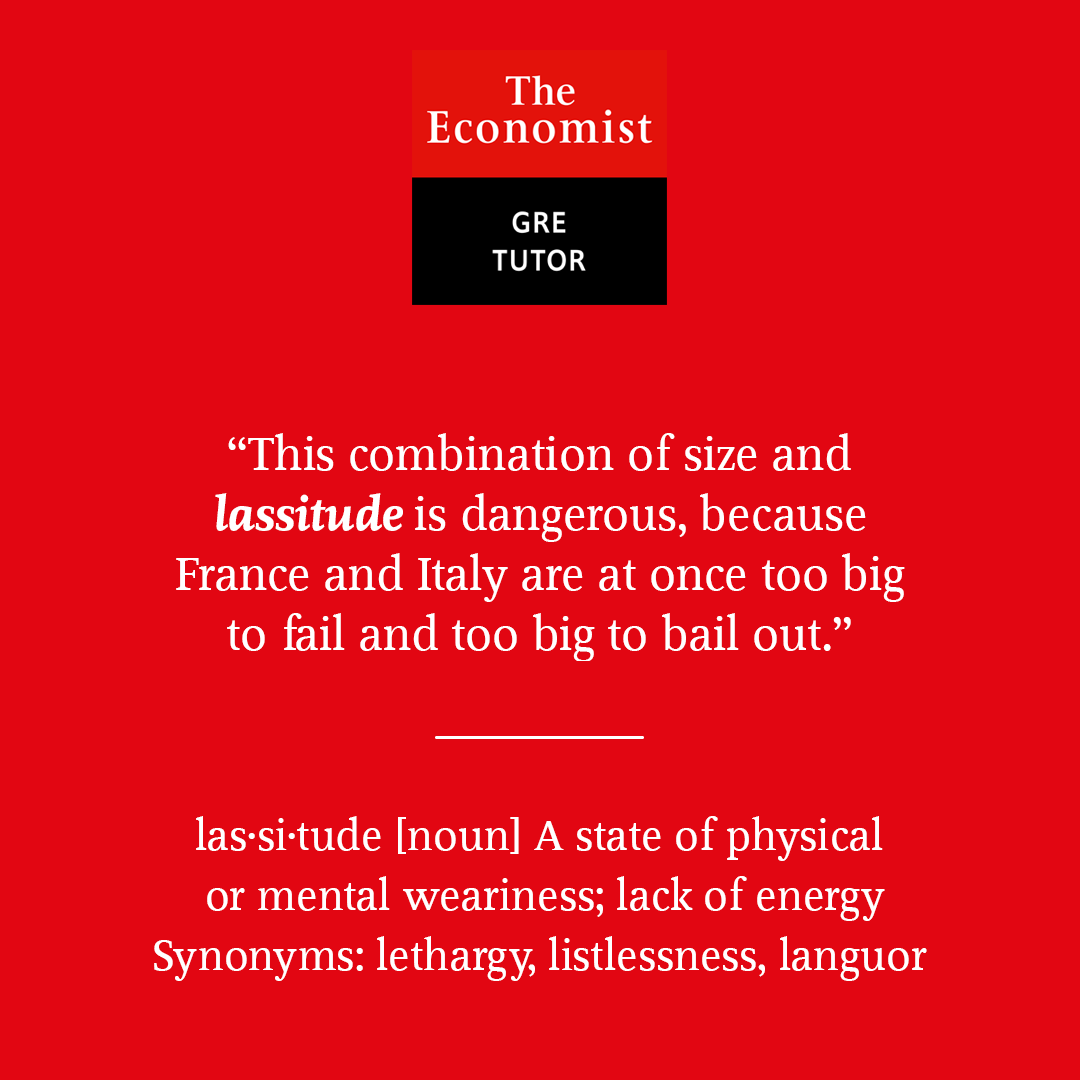 The
Economist
GRE
TUTOR
“This combination of size and
lassitude is dangerous, because
France and Italy are at once too big
to fail and too big to bail out.”
las·si·tude [noun] A state of physical
or mental weariness; lack of energy
Synonyms: lethargy, listlessness, languor